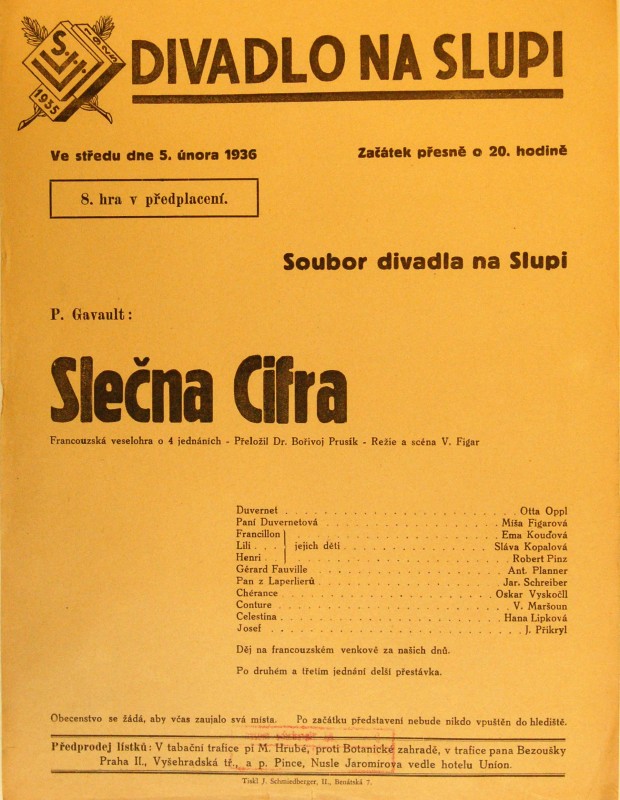 S.J.J.
1935
DIVADLO NA SLUPI
Ve středu dne 5. února 1936
Začátek přesně o 20. hodině
8. hra v předplacení.
Soubor divadla na Slupi
P. Gavault:
Slečna Cifra
Francouzská veselohra o 4 jednáních - Přeložil Dr. Bořivoj Prusík - Režie a scéna V. Figar
Duvernet . . . Otta Oppl
Paní Duvernetová . . . Míša Figarová
Francillon . . . Ema Kouďová
Lili . . . jejich děti . . . Sláva Kopalová
Henri . . . Robert Pinz
Gérard Fauville . . . Ant. Planner
Pan z Laperlierů . . . Jar. Schreiber
Chérance . . . Oskar Vyskočll
Conture . . . V. Maršoun
Celestina . . . Hana Lipková
Josef . . . J. Přikryl
Děj na francouzském venkově za našich dnů.
Po druhém a třetím jednání delší přestávka.
Obecenstvo se žádá, aby včas zaujalo svá místa. Po začátku představení nebude nikdo vpuštěn do hlediště.
Předprodej lístků: V tabační trafice pí M. Hrubé, proti Botanické zahradě, v trafice pana Bezoušky
Praha II., Vyšehradská tř., a p. Pince, Nusle Jaromírova vedle hotelu Union.
Tiskl J. Schmiedberger, II., Benátská 7.